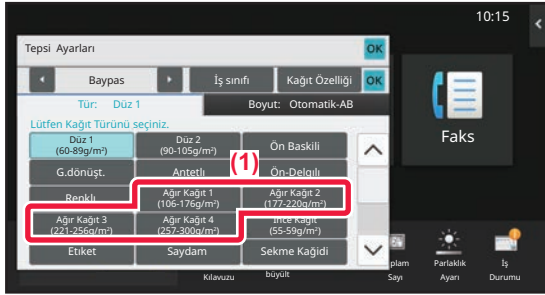 10:15
Tepsi Ayarları
OK
Baypas
İş sınıfı
Kağıt Özelliği
OK
Tür: Düz 1
Boyut: Otomatik-AB
Lütfen Kağıt Türünü seçiniz.
Düz 1
(60-89g/m²)
Düz 2
(90-105g/m²)
Ön Baskili
G.dönüşt.
Antetlı
(1)
Ön-Delgılı
Renkli
Ağır Kağıt 1
(106-176g/m²)
Ağır Kağıt 2
(177-220g/m²)
Ağır Kağıt 3
(221-256g/m²)
Ağır Kağıt 4
(257-300g/m²)
İnce Kağıt
(55-59g/m²)
Etiket
Saydam
Sekme Kağidi
Faks
Kılavuzu
büyült
plam
Sayı
Parlaklık
Ayarı
İş
Durumu